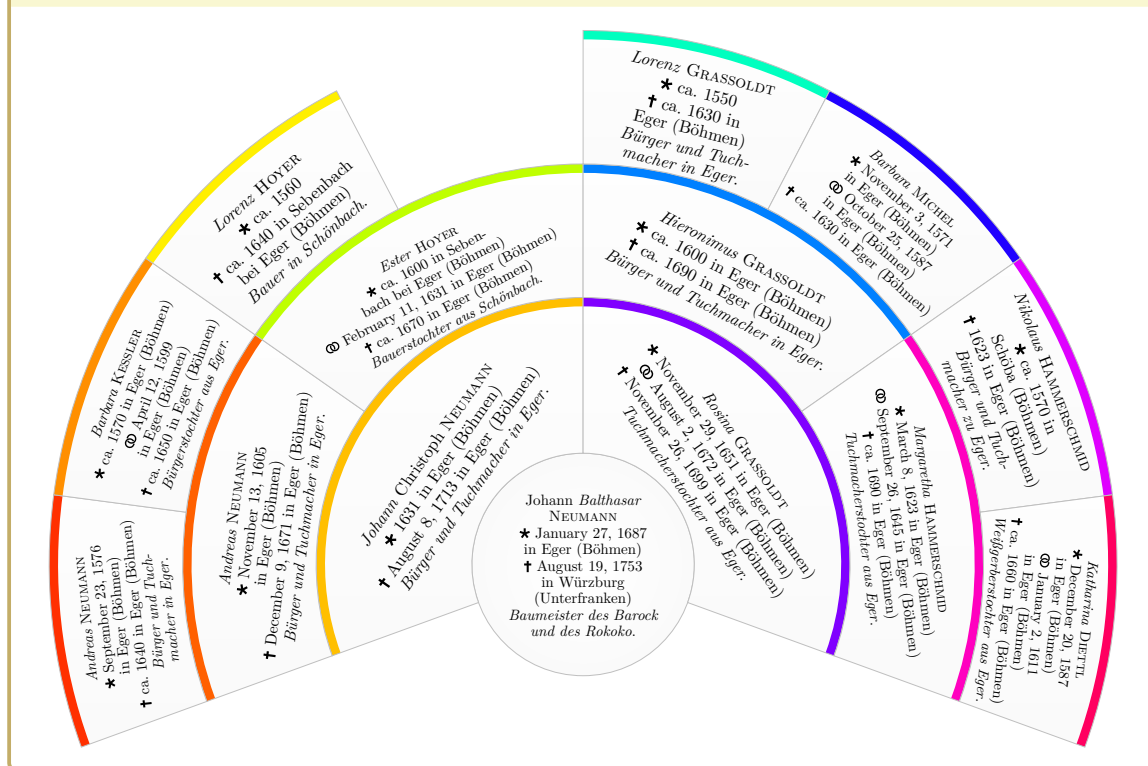 Johann Balthasar
NEUMANN
* January 27, 1687
in Eger (Böhmen)
† August 19, 1753
in Würzburg
(Unterfranken)
Baumeister des Barock
und des Rokoko.
Johann Christoph NEUMANN
* 1631 in Eger (Böhmen)
† August 8, 1713 in Eger (Böhmen)
Bürger und Tuchmacher in Eger.
Rosina GRASSOLDT
* November 29, 1651 in Eger (Böhmen)
⚭ August 2, 1672 in Eger (Böhmen)
† November 26, 1699 in Eger (Böhmen)
Tuchmacherstochter aus Eger.
Andreas NEUMANN
* November 13, 1605
in Eger (Böhmen)
† December 9, 1671 in Eger (Böhmen)
Bürger und Tuchmacher in Eger.
Ester HOYER
* ca. 1600 in Seben-
bach bei Eger (Böhmen)
⚭ February 11, 1631 in Eger (Böhmen)
† ca. 1670 in Eger (Böhmen)
Bauerstochter aus Schönbach.
Hieronimus GRASSOLDT
* ca. 1600 in Eger (Böhmen)
† ca. 1690 in Eger (Böhmen)
Bürger und Tuchmacher in Eger.
Margaretha HAMMERSCHMID
* March 8, 1623 in Eger (Böhmen)
⚭ September 26, 1645 in Eger (Böhmen)
† ca. 1690 in Eger (Böhmen)
Tuchmacherstochter aus Eger.
Andreas NEUMANN
* September 23, 1576
in Eger (Böhmen)
† ca. 1640 in Eger (Böhmen)
Bürger und Tuch-
macher in Eger.
Barbara KESSLER
* ca. 1570 in Eger (Böhmen)
⚭ April 12, 1599
in Eger (Böhmen)
† ca. 1650 in Eger (Böhmen)
Bürgerstochter aus Eger.
Lorenz HOYER
* ca. 1560
† ca. 1640 in Sebenbach
bei Eger (Böhmen)
Bauer in Schönbach.
Lorenz GRASSOLDT
* ca. 1550
† ca. 1630 in
Eger (Böhmen)
Bürger und Tuch-
macher in Eger.
Barbara MICHEL
* November 3, 1571
in Eger (Böhmen)
⚭ October 25, 1587
in Eger (Böhmen)
† ca. 1630 in Eger (Böhmen)
Nikolaus HAMMERSCHMID
* ca. 1570 in
Schöba (Böhmen)
† 1623 in Eger (Böhmen)
Bürger und Tuch-
macher zu Eger.
Katharina DIETTL
* December 20, 1587
in Eger (Böhmen)
⚭ January 2, 1611
in Eger (Böhmen)
† ca. 1660 in Eger (Böhmen)
Weißgerberstochter aus Eger.